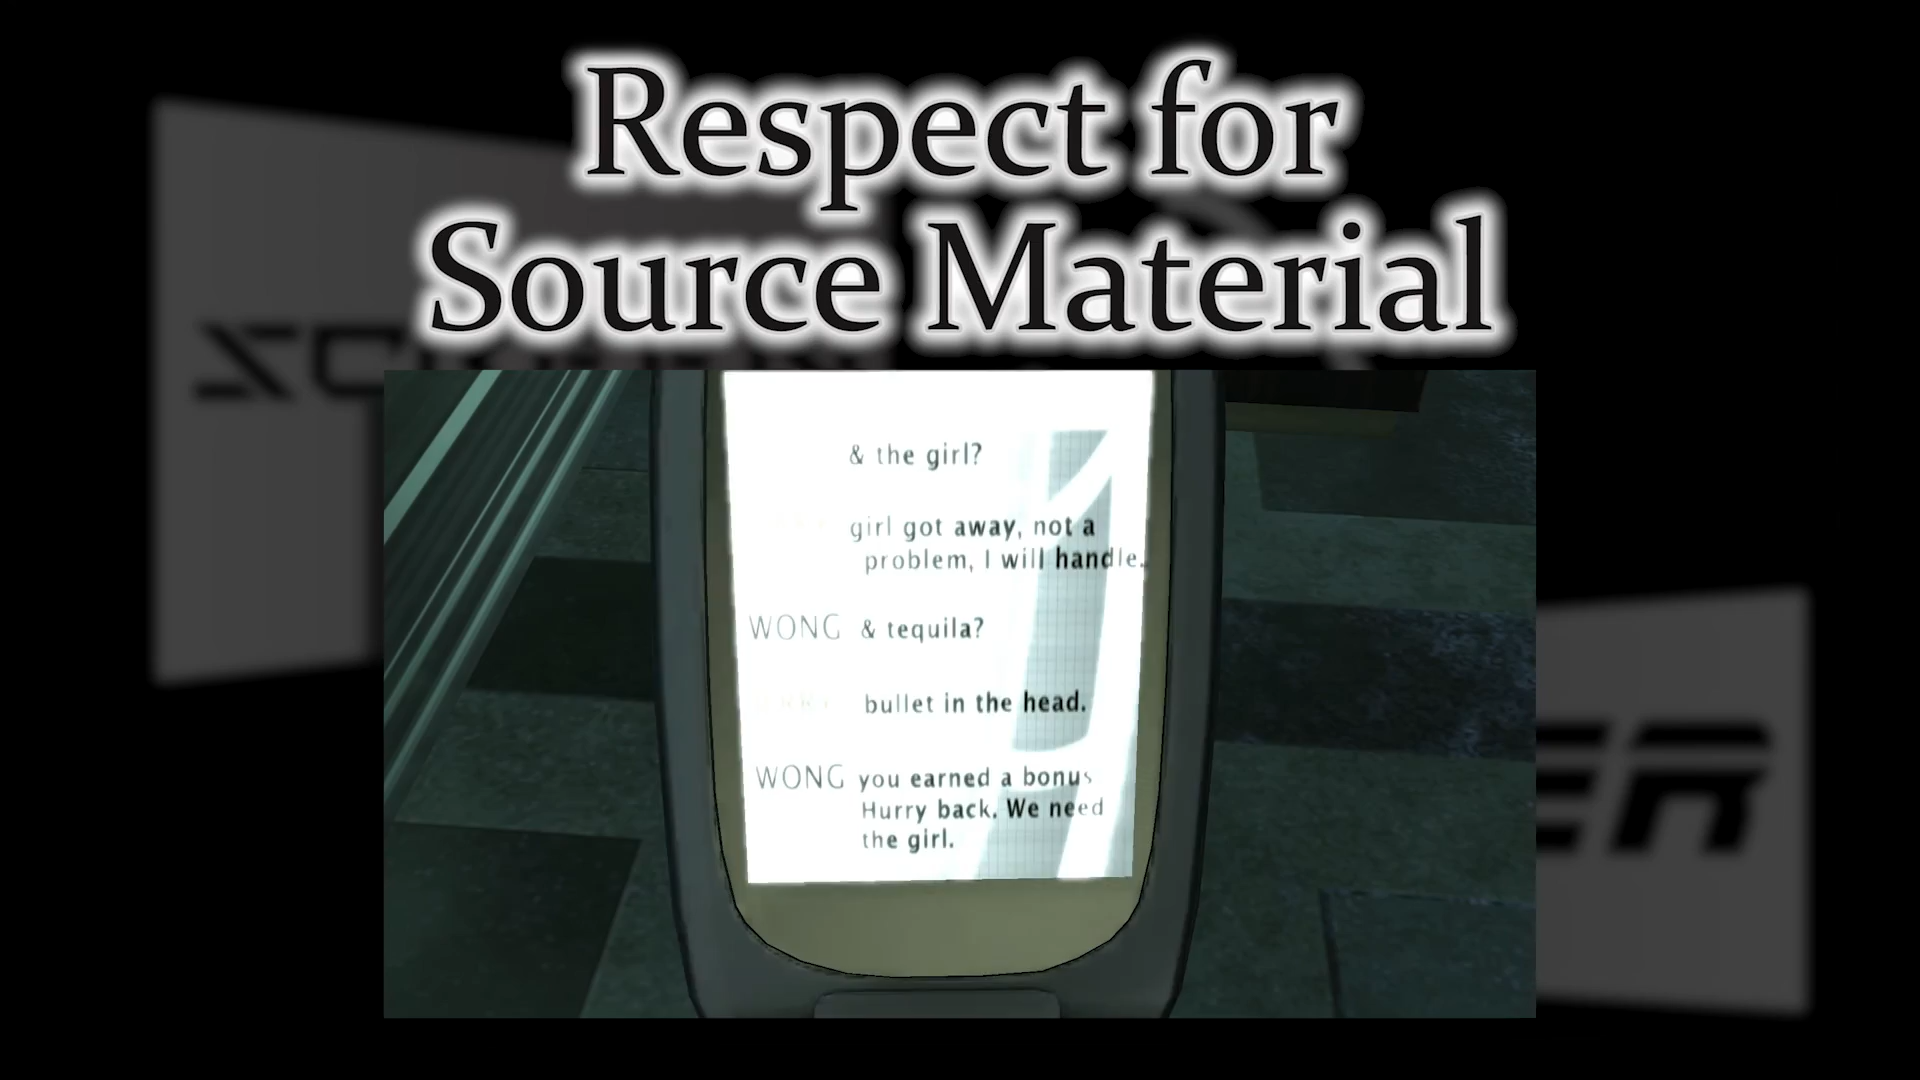 Respect for
Source Material
& the girl?
girl got away, not a
problem, I will handle.
WONG & tequila?
bullet in the head.
WONG you earned a bonus
Hurry back. We need
the girl.